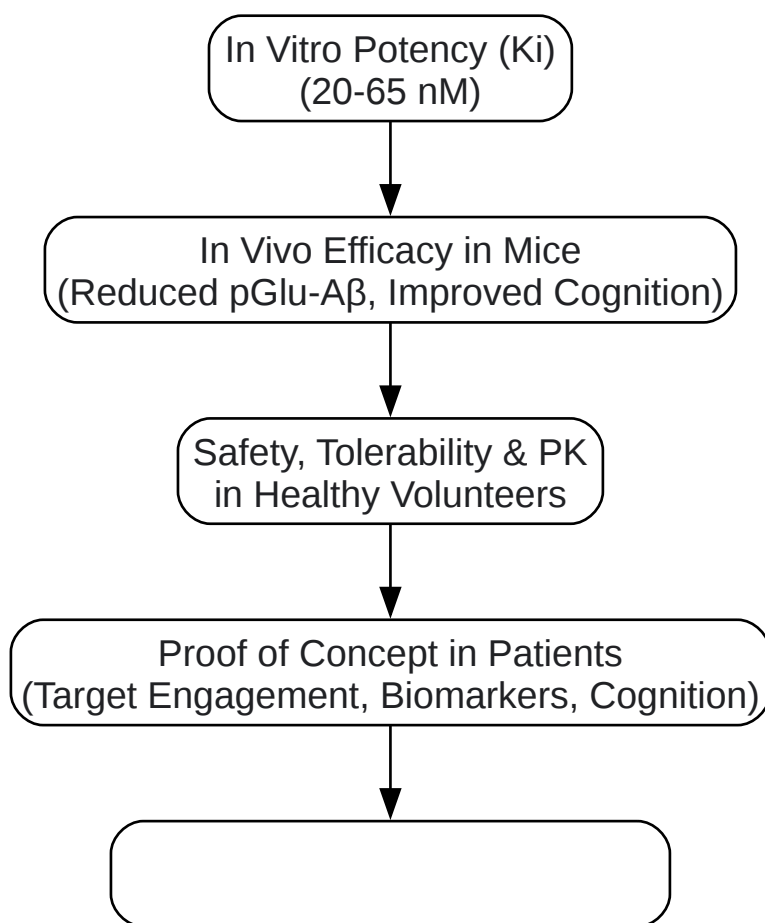 In Vitro Potency (Ki)
(20-65 nM)
In Vivo Efficacy in Mice
(Reduced pGlu-Aβ, Improved Cognition)
Safety, Tolerability & PK
in Healthy Volunteers
Proof of Concept in Patients
(Target Engagement, Biomarkers, Cognition)